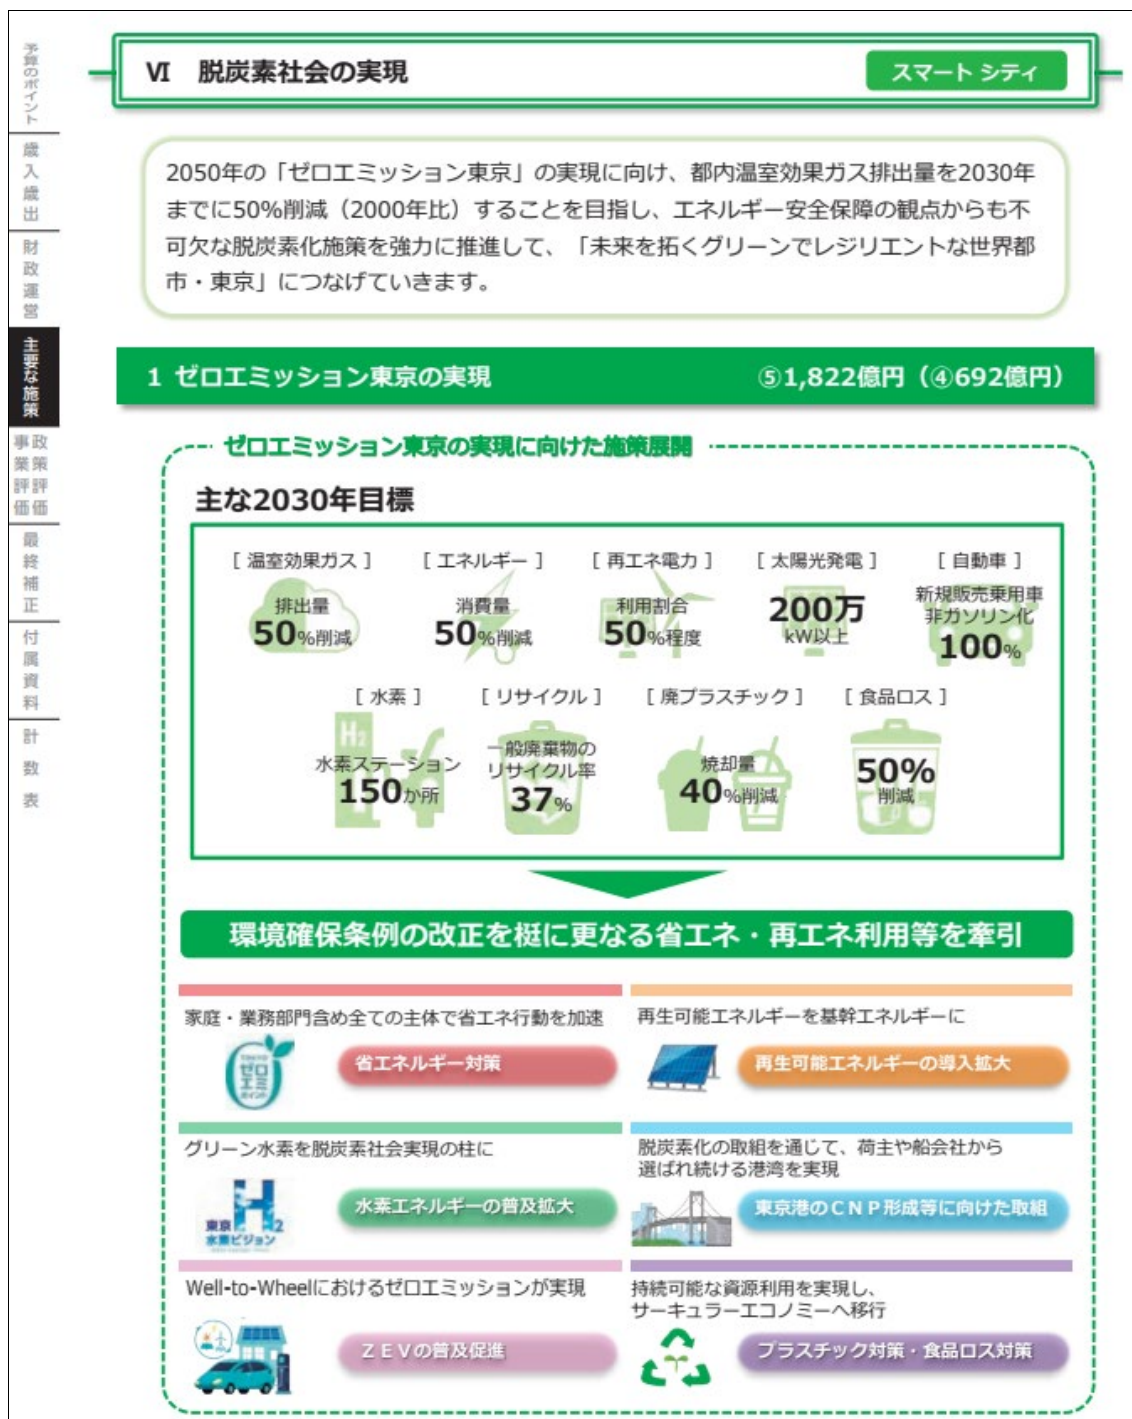 予算のポイント
歳入歳出
財政運営
主要な施策
政策評価
事業評価
最終補正
付属資料
計数表
Ⅵ 脱炭素社会の実現
スマート シティ
2050年の「ゼロエミッション東京」の実現に向け、都内温室効果ガス排出量を2030年
までに50%削減（2000年比）することを目指し、エネルギー安全保障の観点からも不
可欠な脱炭素化施策を強力に推進して、「未来を拓くグリーンでレジリエントな世界都
市・東京」につなげていきます。
1 ゼロエミッション東京の実現 ⑤1,822億円（④692億円）
ゼロエミッション東京の実現に向けた施策展開
主な2030年目標
[ 温室効果ガス ]
排出量
50%削減
[ エネルギー ]
消費量
50%削減
[ 再エネ電力 ]
利用割合
50%程度
[ 太陽光発電 ]
200万
kW以上
[ 自動車 ]
新規販売乗用車
非ガソリン化
100%
[ 水素 ]
H2
水素ステーション
150か所
[ リサイクル ]
一般廃棄物の
リサイクル率
37%
[ 廃プラスチック ]
焼却量
40%削減
[ 食品ロス ]
50%
削減
環境確保条例の改正を梃に更なる省エネ・再エネ利用等を牽引
家庭・業務部門含め全ての主体で省エネ行動を加速
TOKYO
ゼロ
エミ
ポイント
省エネルギー対策
再生可能エネルギーを基幹エネルギーに
再生可能エネルギーの導入拡大
グリーン水素を脱炭素社会実現の柱に
東京H2
水素ビジョン
水素エネルギーの普及拡大
脱炭素化の取組を通じて、荷主や船会社から
選ばれ続ける港湾を実現
東京港のＣＮＰ形成等に向けた取組
Well-to-Wheelにおけるゼロエミッションが実現
ＺＥＶの普及促進
持続可能な資源利用を実現し、
サーキュラーエコノミーへ移行
プラスチック対策・食品ロス対策